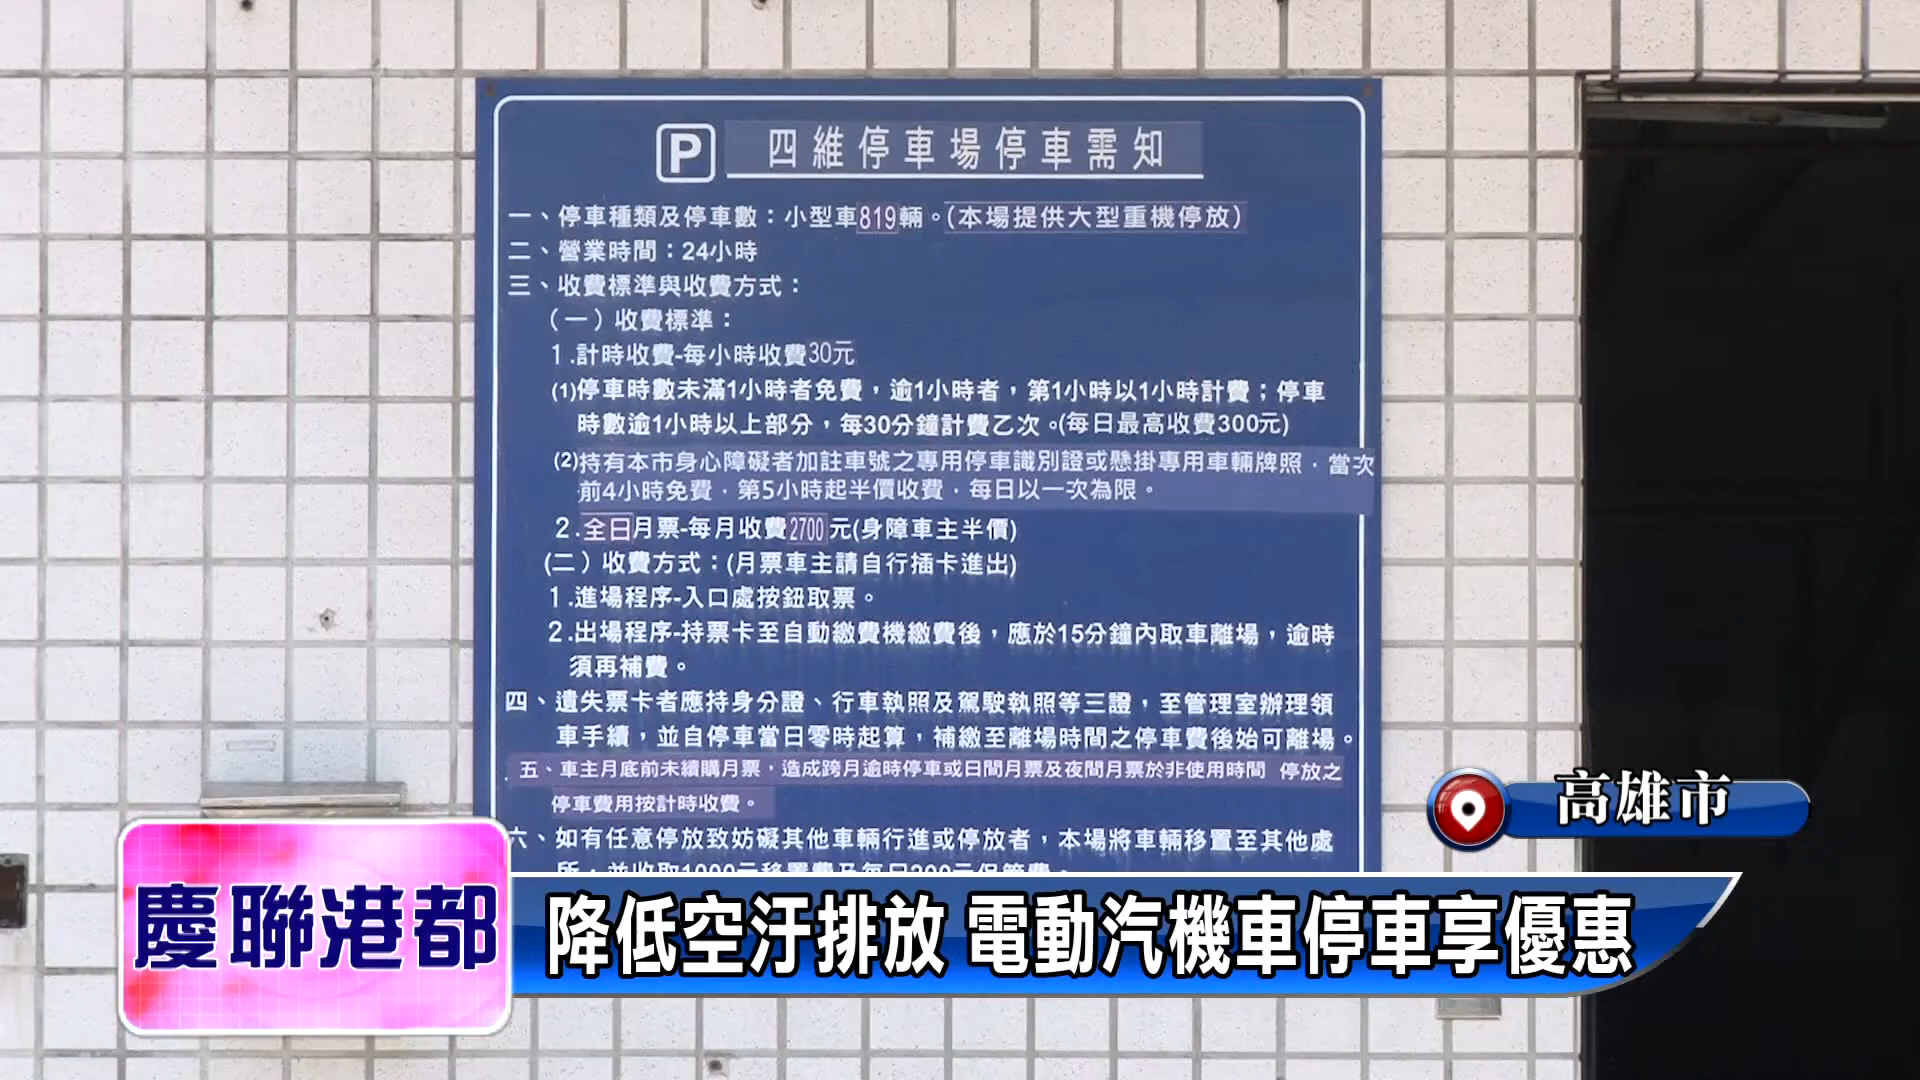 P 四維停車場停車需知
一、停車種類及停車數：小型車819輛。(本場提供大型重機停放)
二、營業時間：24小時
三、收費標準與收費方式：
(一)收費標準：
1.計時收費-每小時收費30元
(1)停車時數未滿1小時者免費，逾1小時者，第1小時以1小時計費；停車
時數逾1小時以上部分，每30分鐘計費乙次。(每日最高收費300元)
(2)持有本市身心障礙者加註車號之專用停車識別證或懸掛專用車輛牌照，當次
前4小時免費，第5小時起半價收費，每日以一次為限。
2.全日月票-每月收費2700元(身障車主半價)
(二)收費方式：(月票車主請自行插卡進出)
1.進場程序-入口處按鈕取票。
2.出場程序-持票卡至自動繳費機繳費後，應於15分鐘內取車離場，逾時
須再補費。
四、遺失票卡者應持身分證、行車執照及駕駛執照等三證，至管理室辦理領
車手續，並自停車當日零時起算，補繳至離場時間之停車費後始可離場。
五、車主月底前未續購月票，造成跨月逾時停車或日間月票及夜間月票於非使用時間 停放之
停車費用按計時收費。
六、如有任意停放致妨礙其他車輛行進或停放者，本場將車輛移置至其他處
所，並收取1000元移置費及每日200元保管費。
高雄市
慶聯港都
降低空汙排放 電動汽機車停車享優惠